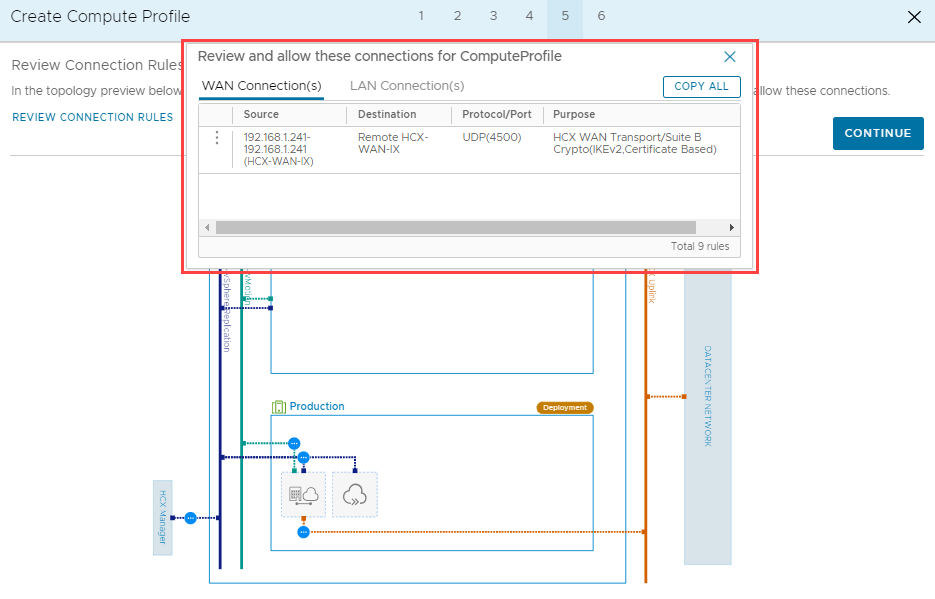 Create Compute Profile
1 2 3 4 5 6
Review Connection Rules
In the topology preview below
allow these connections.
REVIEW CONNECTION RULES
CONTINUE
Review and allow these connections for ComputeProfile
WAN Connection(s) LAN Connection(s)
COPY ALL
Source Destination Protocol/Port Purpose
192.168.1.241- Remote HCX- UDP(4500) HCX WAN Transport/Suite B
192.168.1.241 WAN-IX Crypto(IKEv2,Certificate Based)
(HCX-WAN-IX)
Total 9 rules
vSphereReplication
vMotion
Uplink
DATACENTER NETWORK
Production
Deployment
HCX Manager